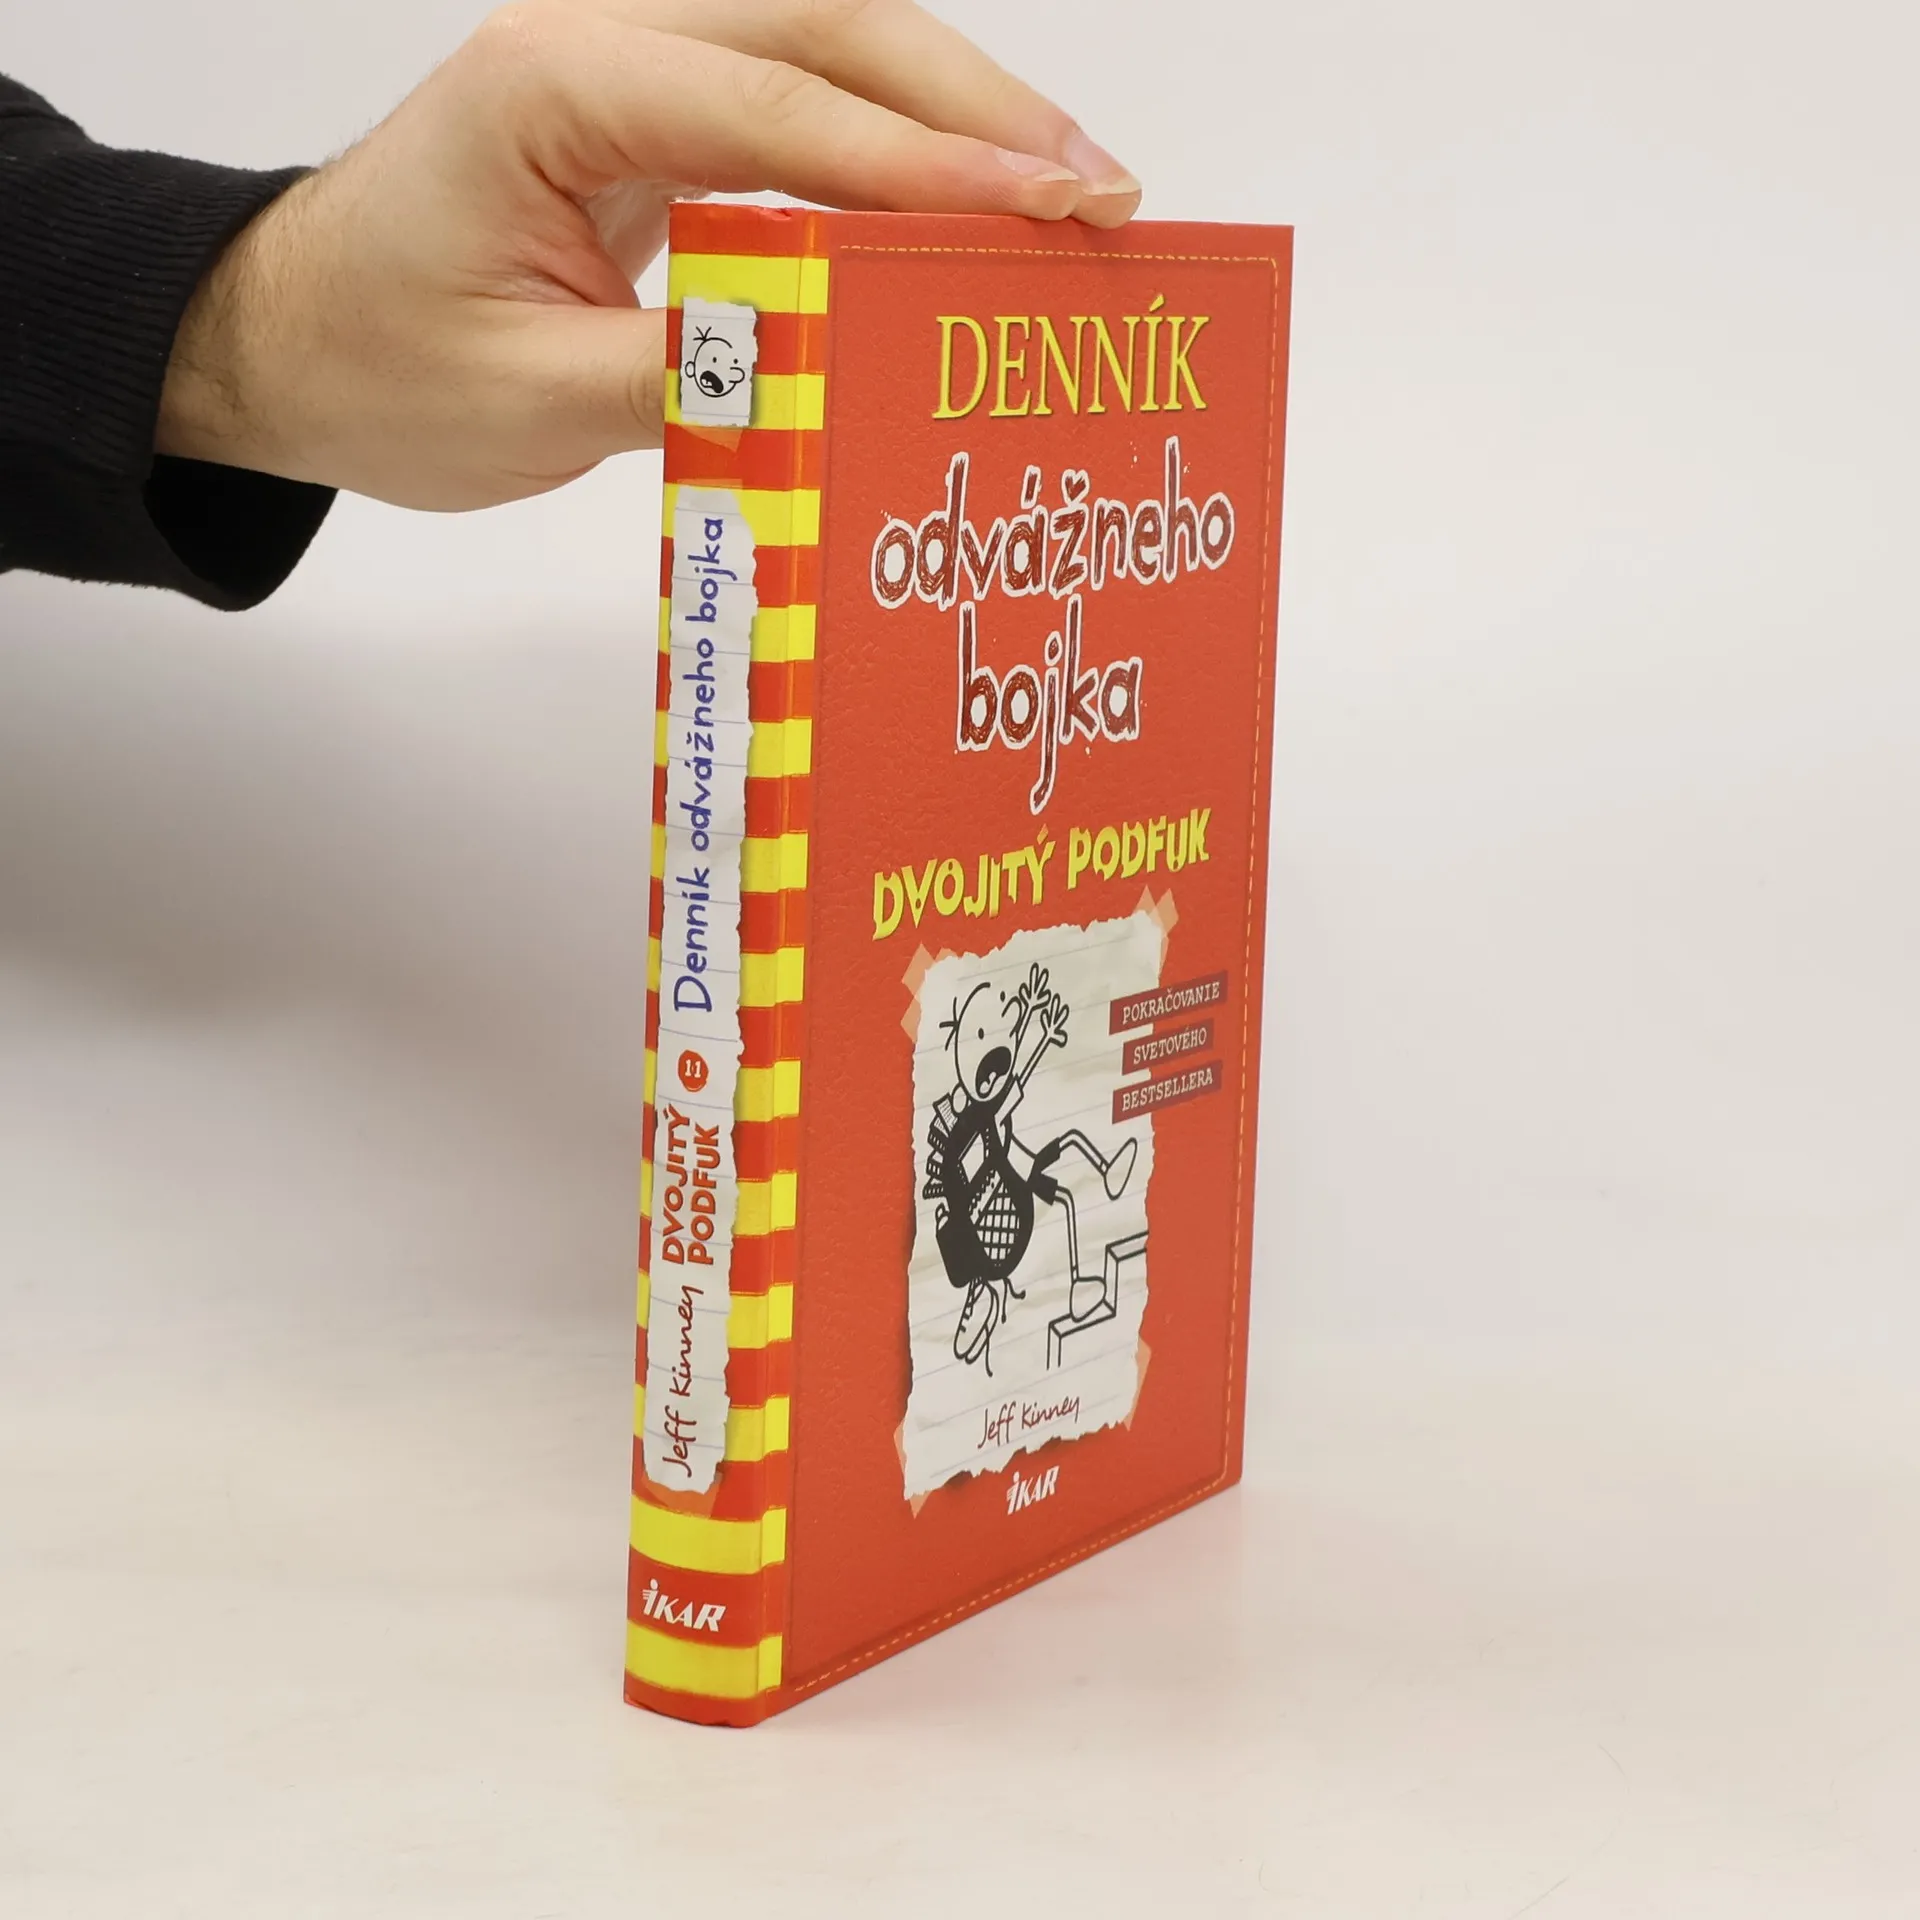 DENNÍK
odvážneho
bojka
DVOJITÝ PODFUK
POKRAČOVANIE
SVETOVÉHO
BESTSELLERA
Jeff Kinney
IKAR
Denník odvážneho bojka
11
DVOJITÝ
PODFUK
Jeff Kinney
IKAR